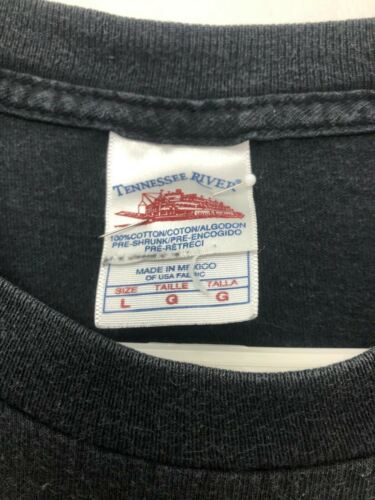 TENNESSEE RIVER®
100%COTTON/COTON/ALGODON
PRE-SHRUNK/PRE-ENCOGIDO
PRÉ-RÉTRECI
MADE IN MEXICO
OF USA FABRIC
SIZE TAILLE TALLA
L G G